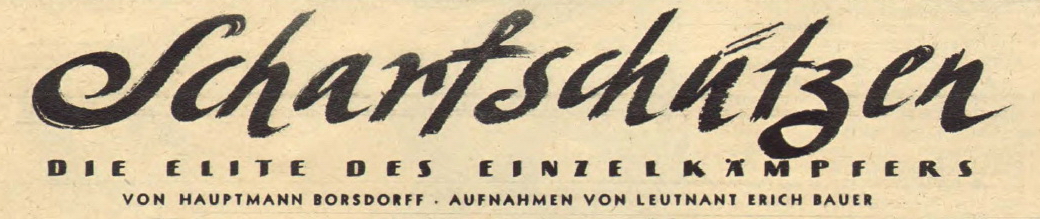 Scharfschützen
DIE ELITE DES EINZELKÄMPFERS
VON HAUPTMANN BORSDORFF · AUFNAHMEN VON LEUTNANT ERICH BAUER